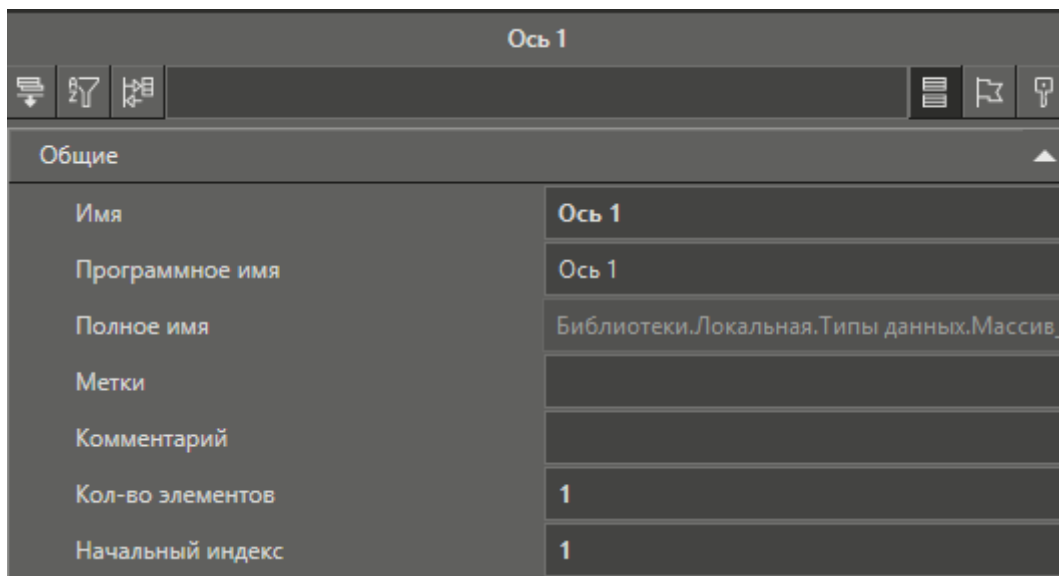 Ось 1
Общие
Имя Ось 1
Программное имя Ось 1
Полное имя Библиотеки.Локальная.Типы данных.Массив_
Метки
Комментарий
Кол-во элементов 1
Начальный индекс 1